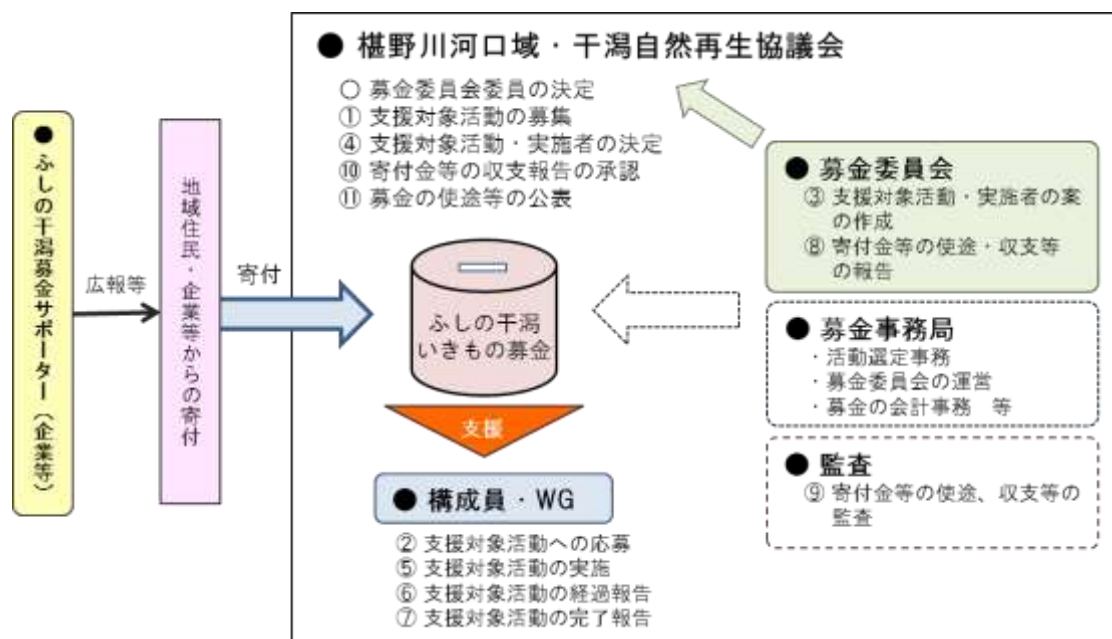 ● 椹野川河口域・干潟自然再生協議会
○ 募金委員会委員の決定
① 支援対象活動の募集
④ 支援対象活動・実施者の決定
⑩ 寄付金等の収支報告の承認
⑪ 募金の使途等の公表
● ふしの干潟募金サポーター（企業等）
広報等
地域住民・企業等からの寄付
寄付
ふしの干潟
いきもの募金
支援
● 構成員・WG
② 支援対象活動への応募
⑤ 支援対象活動の実施
⑥ 支援対象活動の経過報告
⑦ 支援対象活動の完了報告
● 募金委員会
③ 支援対象活動・実施者の案
の作成
⑧ 寄付金等の使途・収支等
の報告
● 募金事務局
・活動選定事務
・募金委員会の運営
・募金の会計事務　等
● 監査
⑨ 寄付金等の使途、収支等の
監査